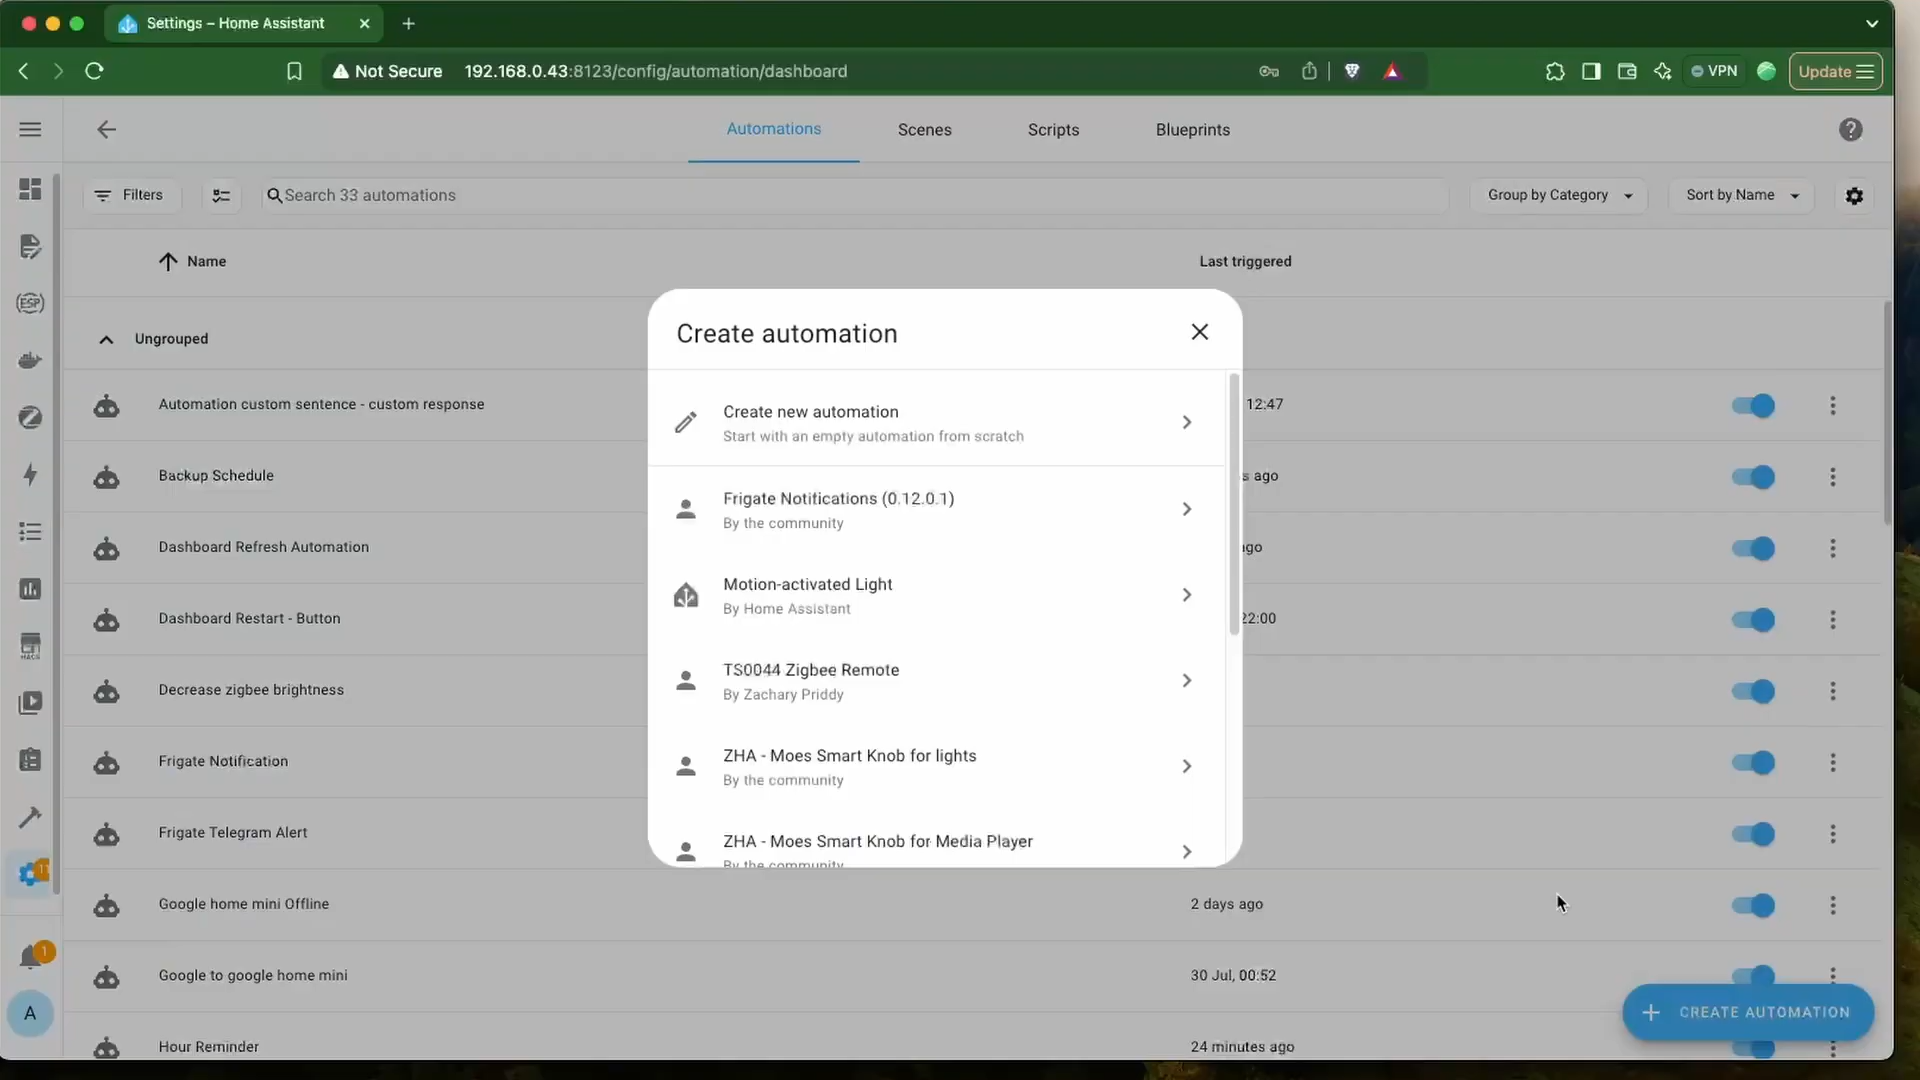 Settings – Home Assistant
Not Secure
192.168.0.43:8123/config/automation/dashboard
VPN
Update
Automations
Scenes
Scripts
Blueprints
Filters
Search 33 automations
Group by Category
Sort by Name
Name
Last triggered
Ungrouped
Create automation
Create new automation
Start with an empty automation from scratch
Frigate Notifications (0.12.0.1)
By the community
Motion-activated Light
By Home Assistant
TS0044 Zigbee Remote
By Zachary Priddy
ZHA - Moes Smart Knob for lights
By the community
ZHA - Moes Smart Knob for Media Player
By the community
Automation custom sentence - custom response
12:47
Backup Schedule
s ago
Dashboard Refresh Automation
ago
Dashboard Restart - Button
22:00
Decrease zigbee brightness
Frigate Notification
Frigate Telegram Alert
Google home mini Offline
2 days ago
Google to google home mini
30 Jul, 00:52
Hour Reminder
24 minutes ago
CREATE AUTOMATION
ESP
HACS
1
A